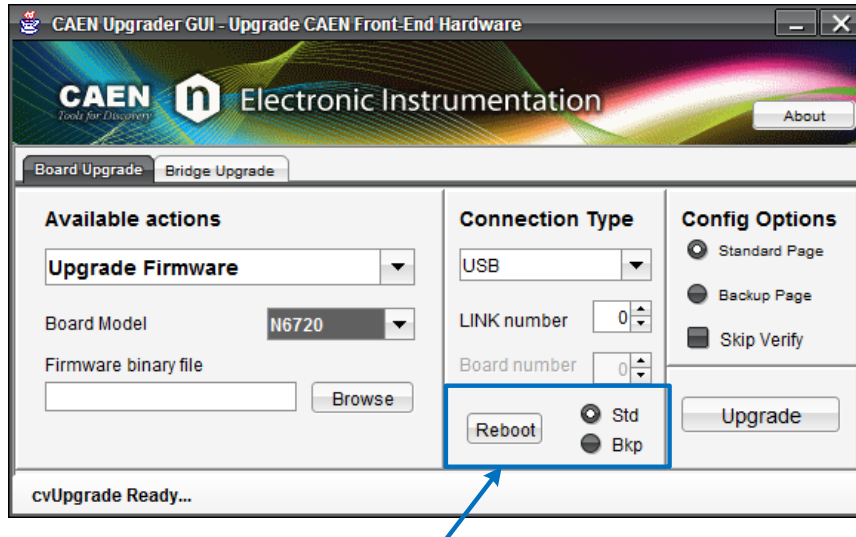 CAEN Upgrader GUI - Upgrade CAEN Front-End Hardware
CAEN n Electronic Instrumentation
Tools for Discovery
About
Board Upgrade Bridge Upgrade
Available actions
Upgrade Firmware
Board Model N6720
Firmware binary file
Browse
Connection Type
USB
LINK number 0
Board number 0
Reboot
Std
Bkp
Config Options
Standard Page
Backup Page
Skip Verify
Upgrade
cvUpgrade Ready...